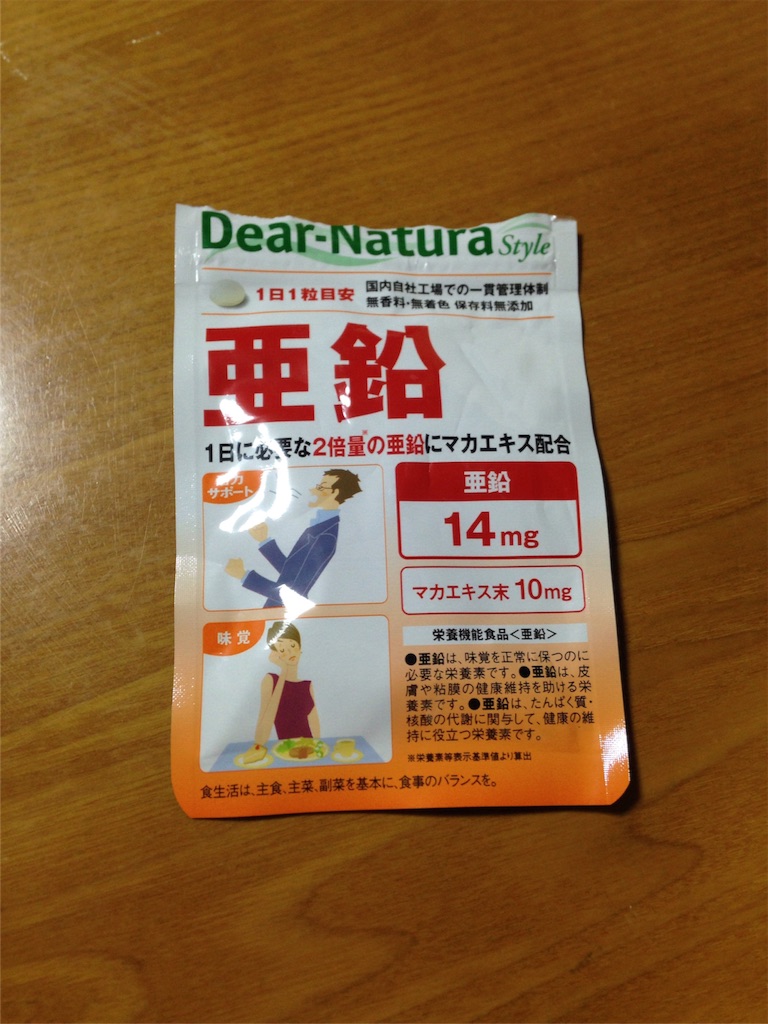 Dear-Natura Style
1日1粒目安
国内自社工場での一貫管理体制
無香料・無着色 保存料無添加
亜鉛
1日に必要な2倍量※の亜鉛にマカエキス配合
サポート
亜鉛
14mg
マカエキス末 10mg
味覚
栄養機能食品<亜鉛>
●亜鉛は、味覚を正常に保つのに
必要な栄養素です。●亜鉛は、皮
膚や粘膜の健康維持を助ける栄
養素です。●亜鉛は、たんぱく質・
核酸の代謝に関与して、健康の維
持に役立つ栄養素です。
※栄養素等表示基準値より算出
食生活は、主食、主菜、副菜を基本に、食事のバランスを。